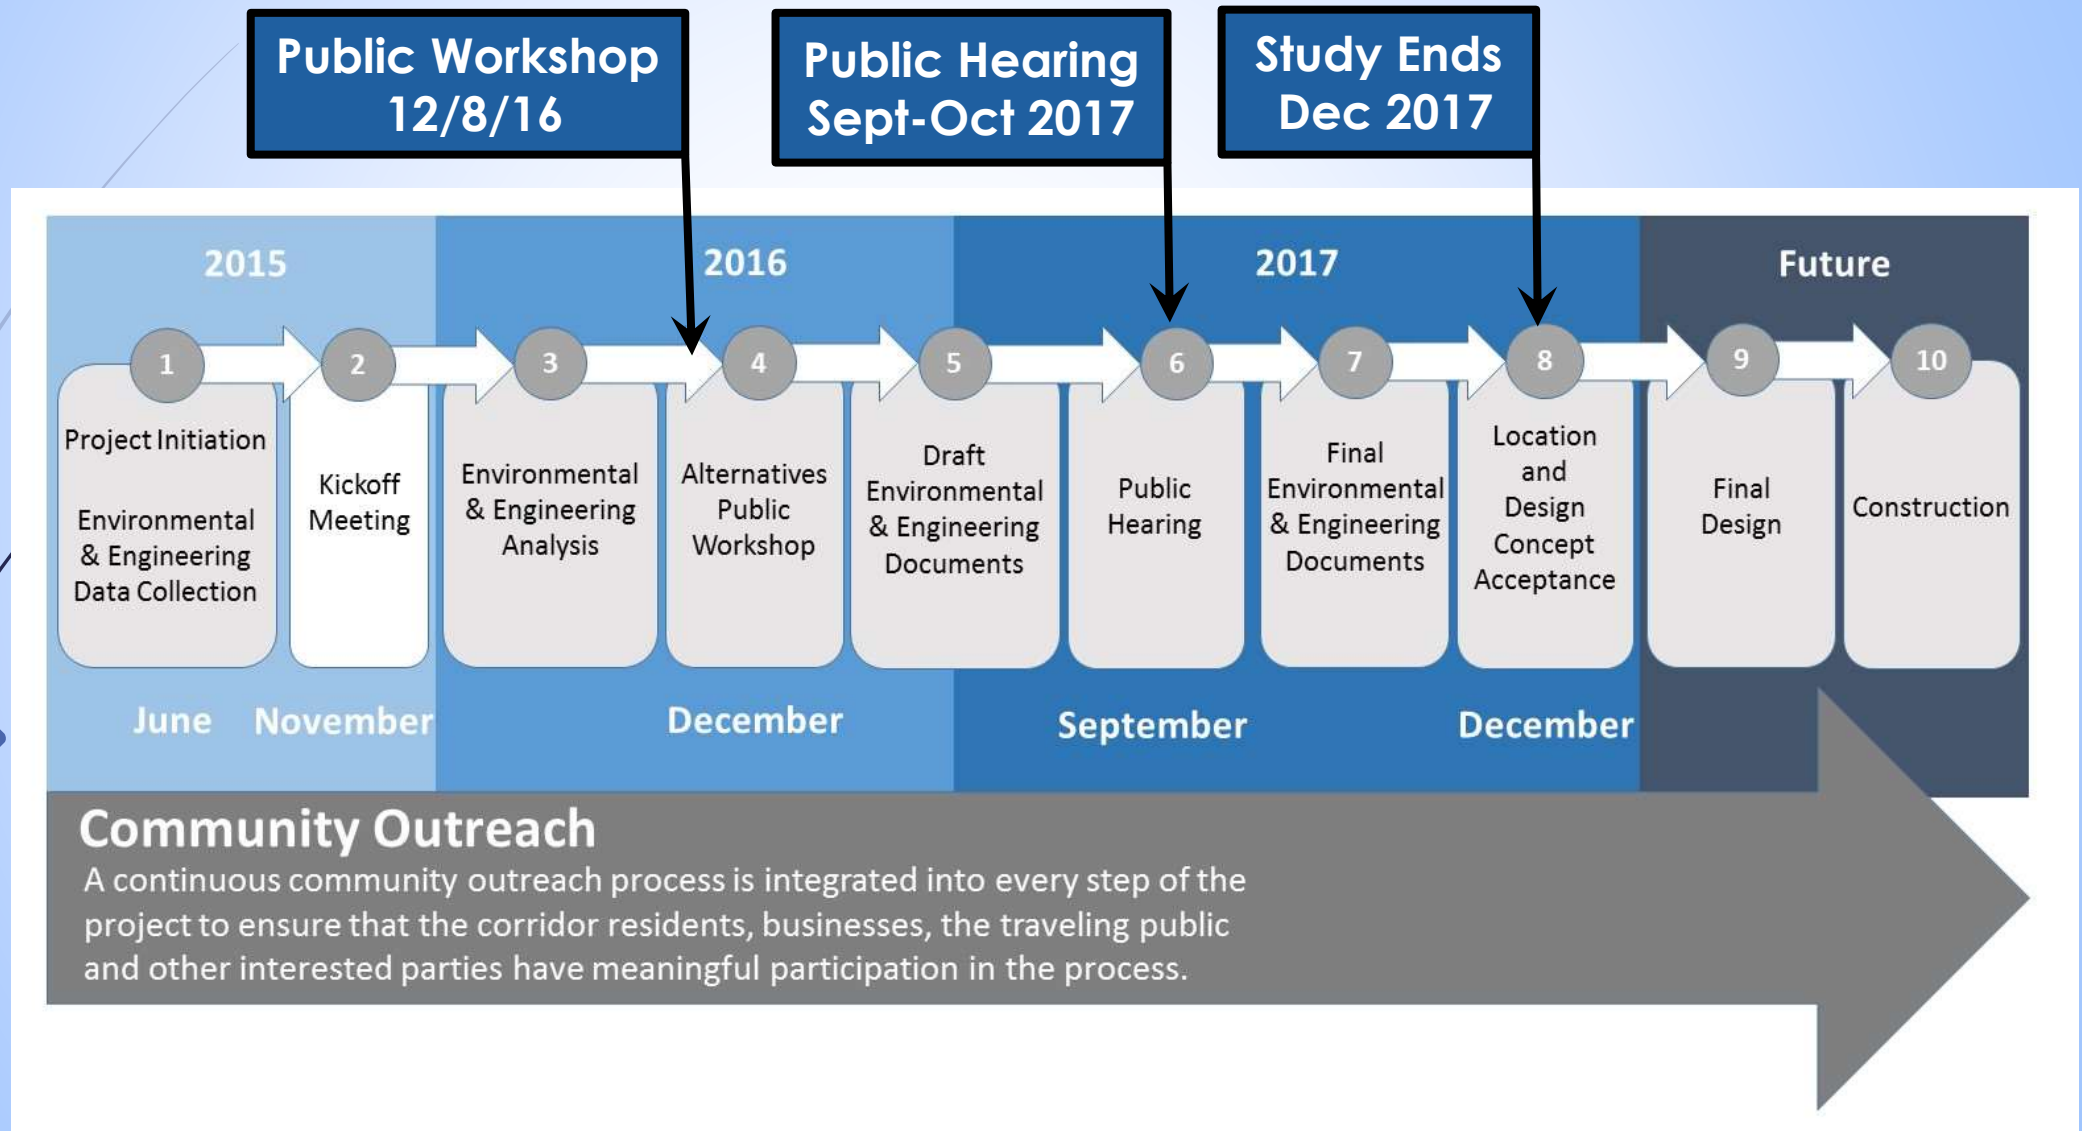 Public Workshop
12/8/16
Public Hearing
Sept-Oct 2017
Study Ends
Dec 2017
2015
2016
2017
Future
1
2
3
4
5
6
7
8
9
10
Project Initiation
Environmental
& Engineering
Data Collection
Kickoff
Meeting
Environmental
& Engineering
Analysis
Alternatives
Public
Workshop
Draft
Environmental
& Engineering
Documents
Public
Hearing
Final
Environmental
& Engineering
Documents
Location
and
Design
Concept
Acceptance
Final
Design
Construction
June
November
December
September
December
Community Outreach
A continuous community outreach process is integrated into every step of the
project to ensure that the corridor residents, businesses, the traveling public
and other interested parties have meaningful participation in the process.